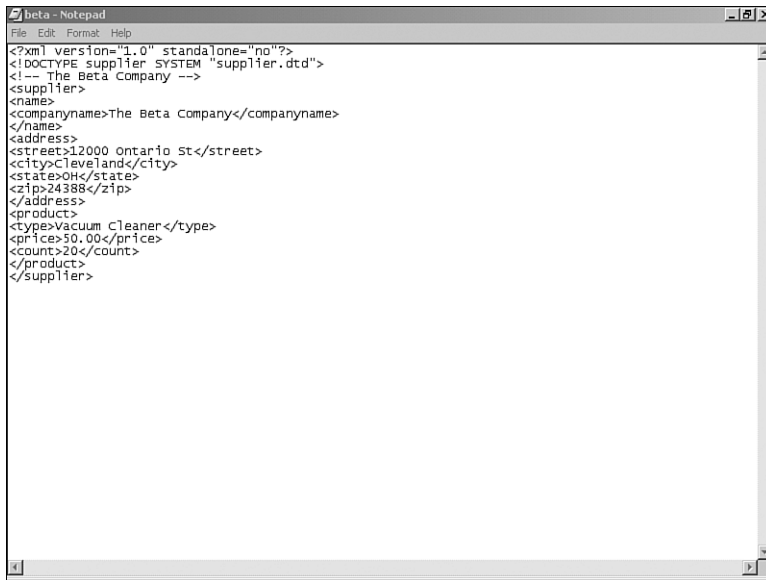 beta - Notepad
File Edit Format Help
<?xml version="1.0" standalone="no"?>
<!DOCTYPE supplier SYSTEM "supplier.dtd">
<!-- The Beta Company -->
<supplier>
<name>
<companyname>The Beta Company</companyname>
</name>
<address>
<street>12000 Ontario St</street>
<city>Cleveland</city>
<state>OH</state>
<zip>24388</zip>
</address>
<product>
<type>Vacuum Cleaner</type>
<price>50.00</price>
<count>20</count>
</product>
</supplier>